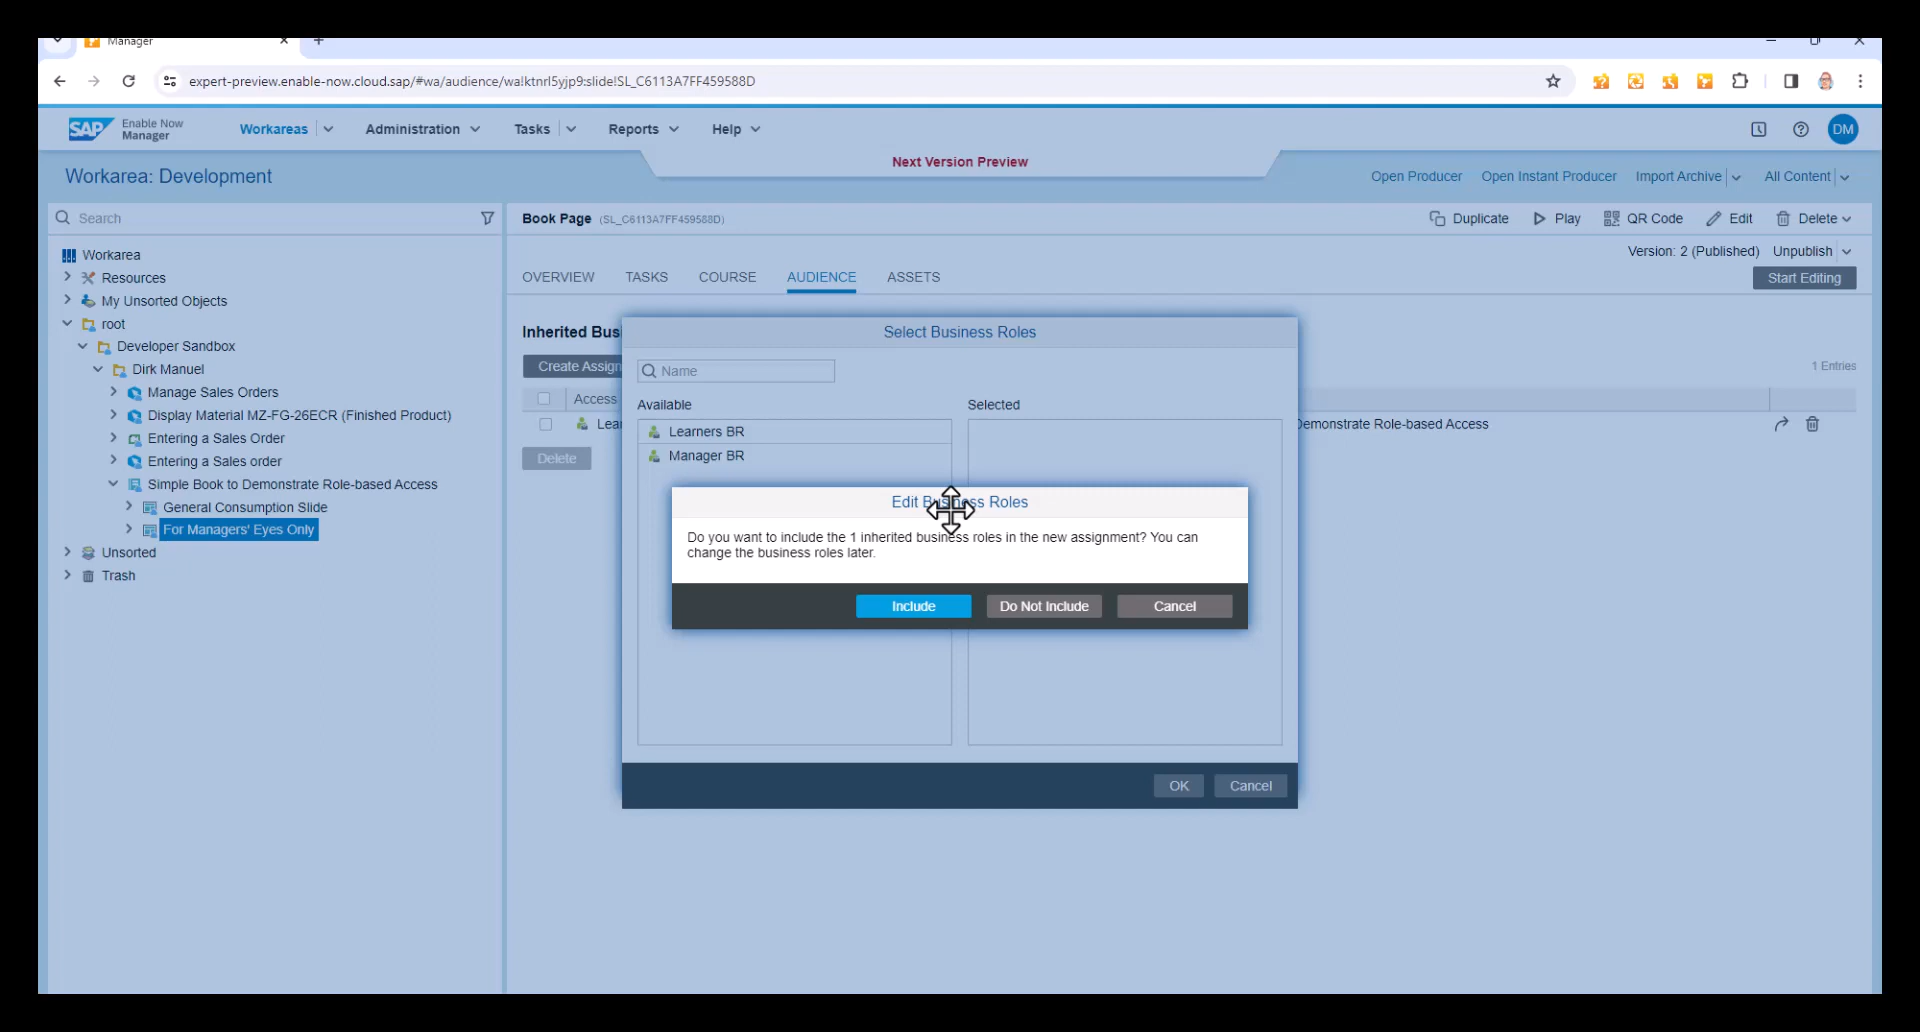 Manager
expert-preview.enable-now.cloud.sap/#wa/audience/wa!ktnrl5yjp9:slide!SL_C6113A7FF459588D
SAP Enable Now Manager Workareas Administration Tasks Reports Help DM
Next Version Preview
Workarea: Development Open Producer Open Instant Producer Import Archive All Content
Search
Book Page (SL_C6113A7FF459588D) Duplicate Play QR Code Edit Delete
Version: 2 (Published) Unpublish
OVERVIEW TASKS COURSE AUDIENCE ASSETS Start Editing
Workarea
Resources
My Unsorted Objects
root
Developer Sandbox
Dirk Manuel
Manage Sales Orders
Display Material MZ-FG-26ECR (Finished Product)
Entering a Sales Order
Entering a Sales order
Simple Book to Demonstrate Role-based Access
General Consumption Slide
For Managers' Eyes Only
Unsorted
Trash
Inherited Bus
Create Assign
1 Entries
Access
Lear
Demonstrate Role-based Access
Delete
Select Business Roles
Name
Available Selected
Learners BR
Manager BR
Edit Business Roles
Do you want to include the 1 inherited business roles in the new assignment? You can
change the business roles later.
Include Do Not Include Cancel
OK Cancel